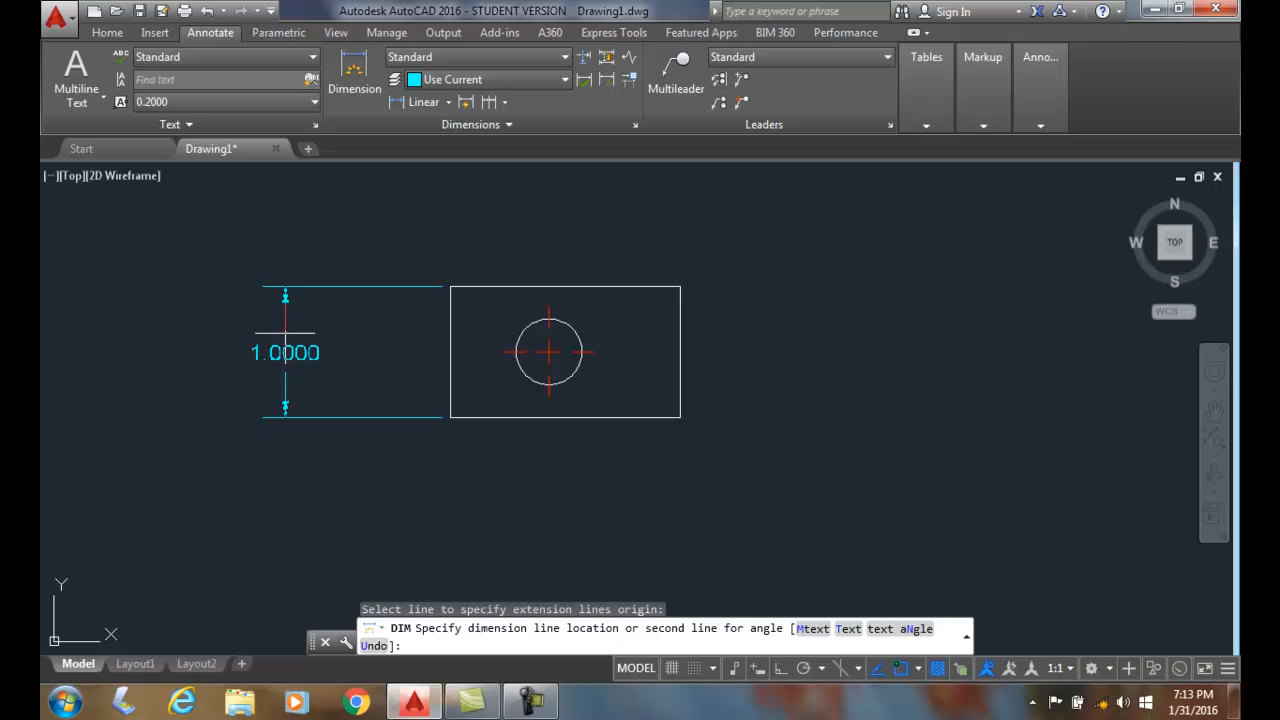 Autodesk AutoCAD 2016 - STUDENT VERSION Drawing1.dwg
Type a keyword or phrase
Sign In
Home Insert Annotate Parametric View Manage Output Add-ins A360 Express Tools Featured Apps BIM 360 Performance
A Multiline Text
ABC Standard
Find text
0.2000
Text
Dimension
Standard
Use Current
Linear
Dimensions
Multileader
Standard
Leaders
Tables
Markup
Anno...
Start
Drawing1*
[−][Top][2D Wireframe]
N
W TOP E
S
WCS
1.0000
Y
X
Select line to specify extension lines origin:
DIM Specify dimension line location or second line for angle [Mtext Text text aNgle
Undo]:
Model Layout1 Layout2
MODEL
1:1
7:13 PM
1/31/2016